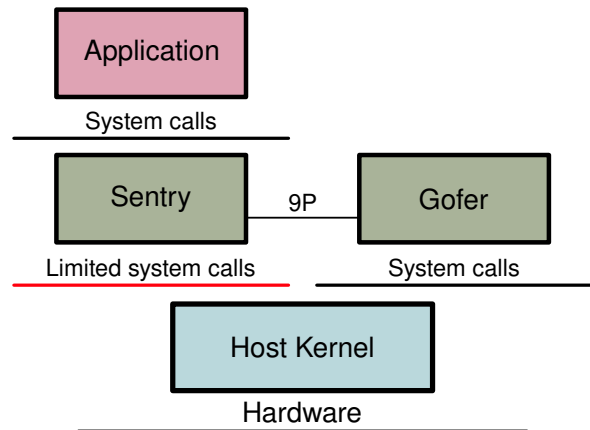 Application
System calls
Sentry
9P
Gofer
Limited system calls
System calls
Host Kernel
Hardware